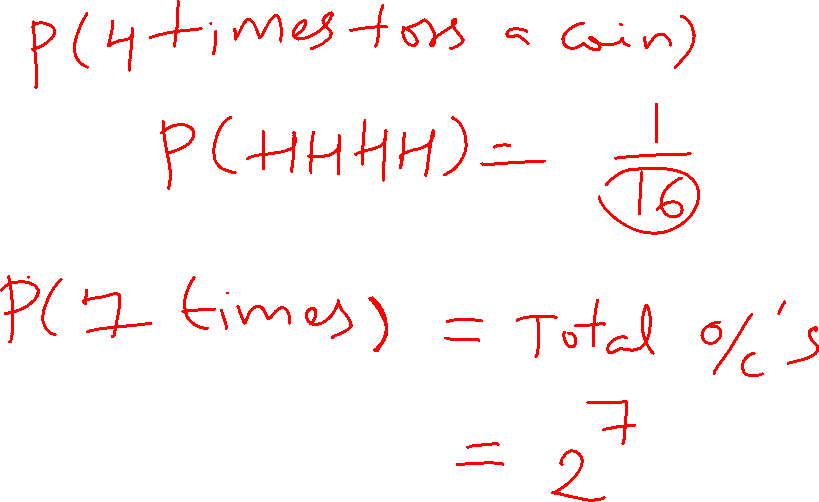 P(4 times toss a coin)
P(HHHH) = 1/16
P(7 times) = Total o/c's
= 2^7